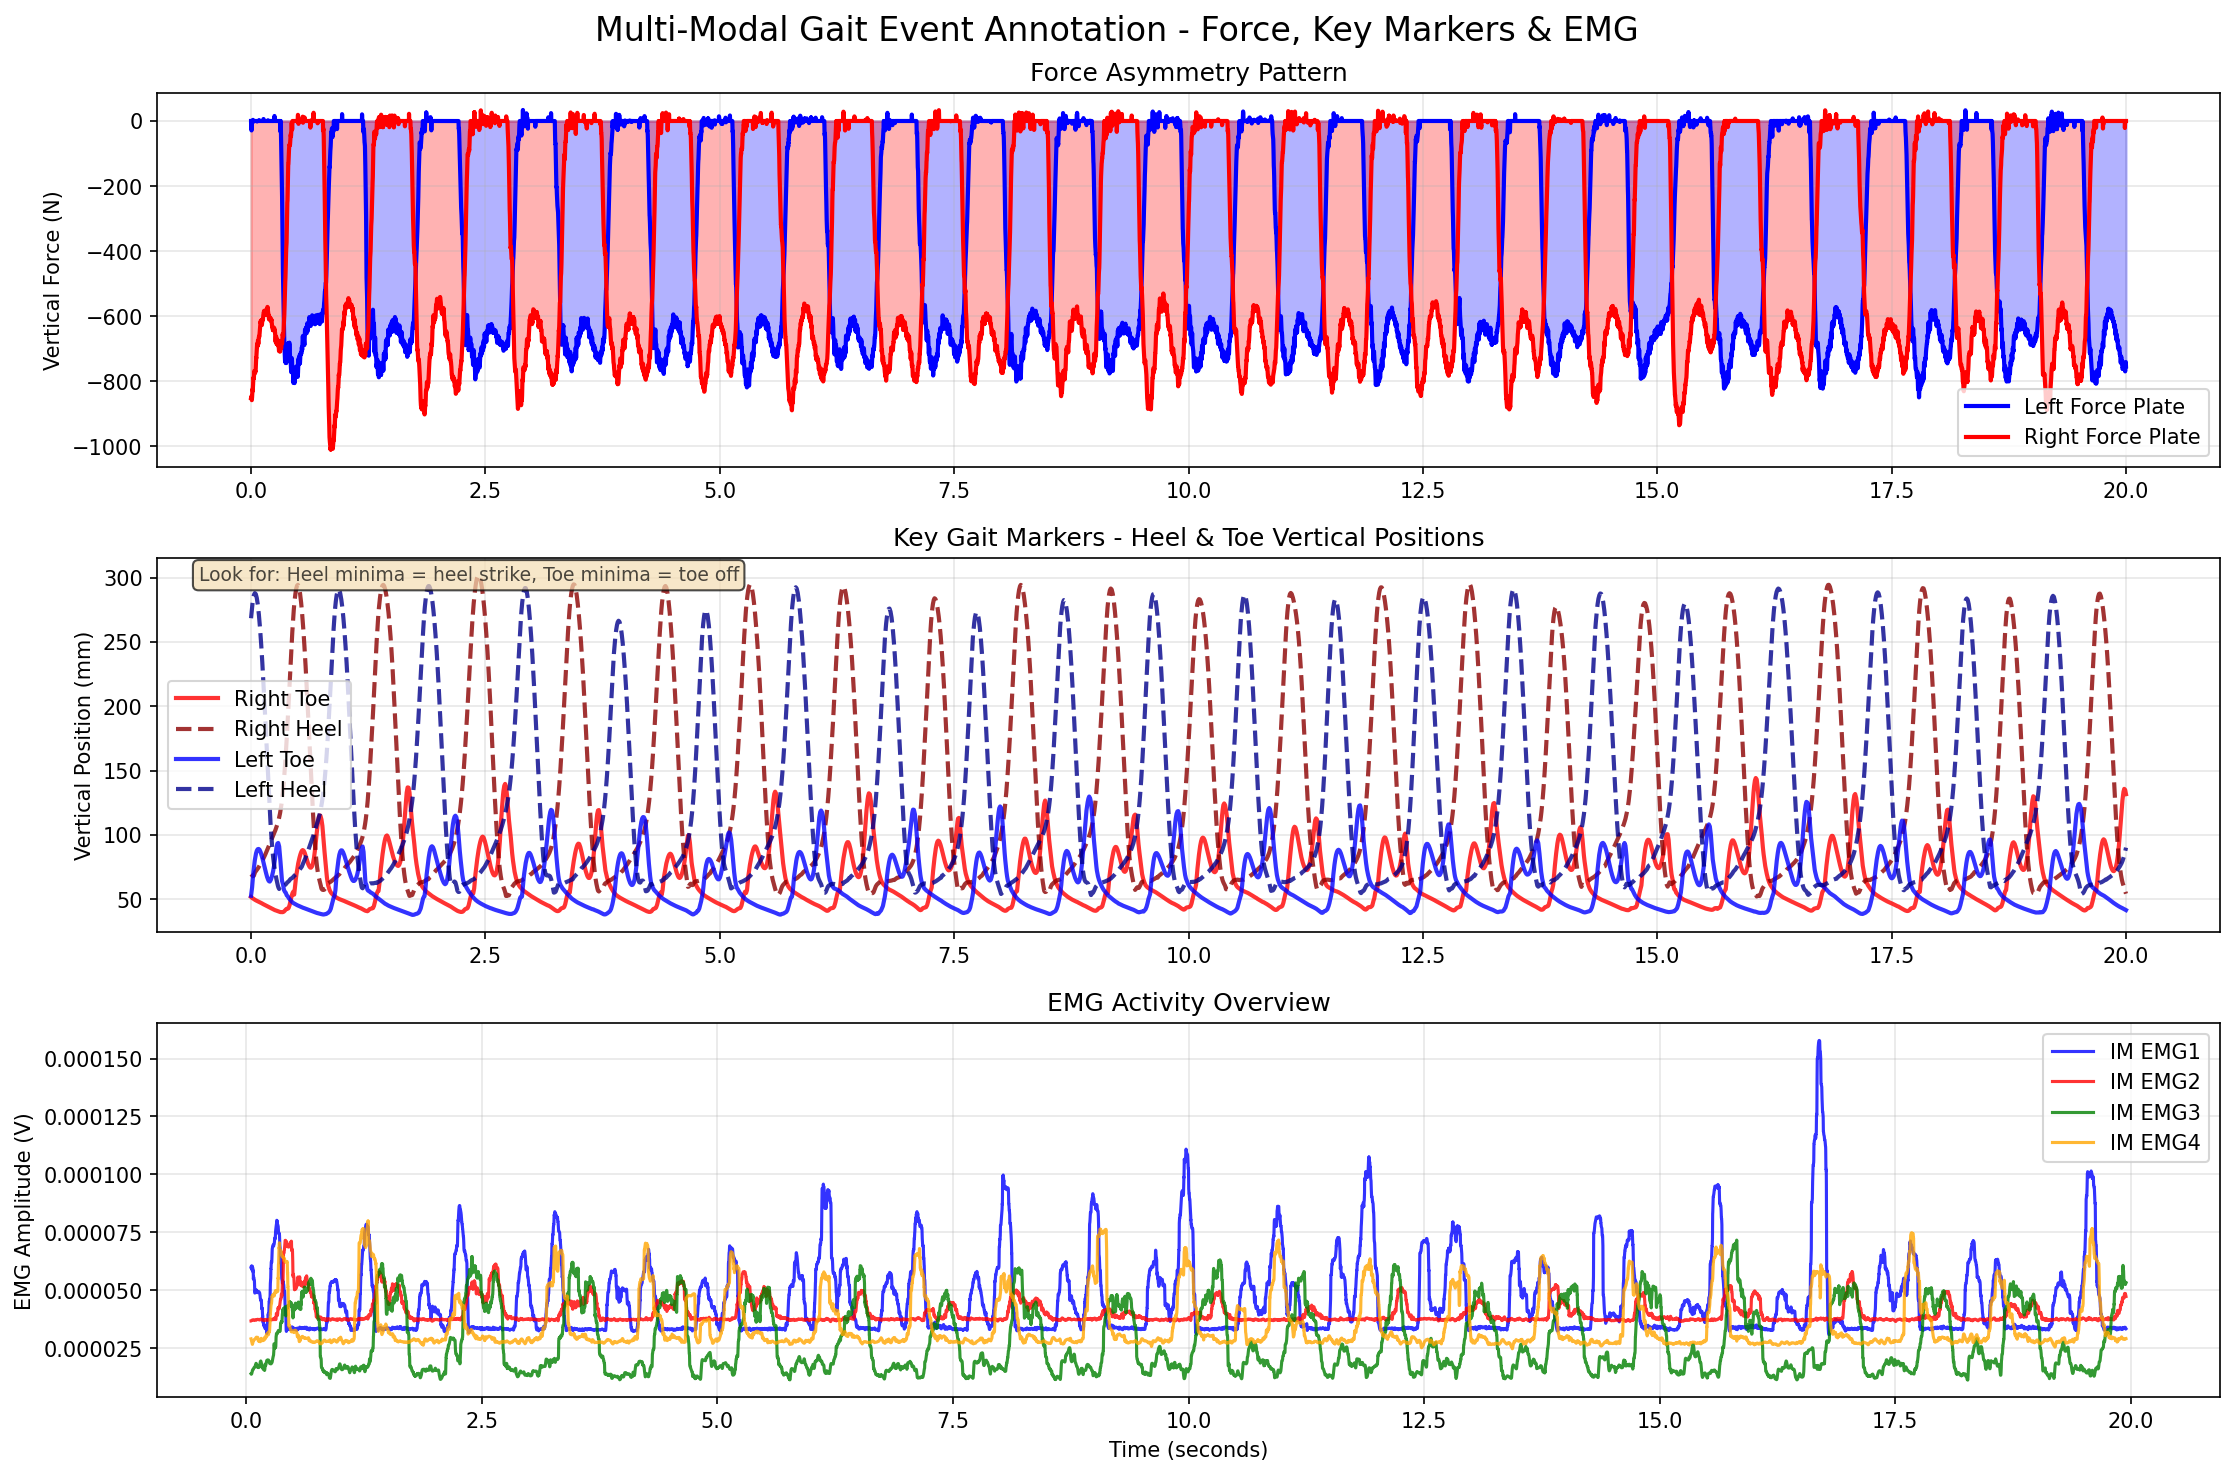 Multi-Modal Gait Event Annotation - Force, Key Markers & EMG
Force Asymmetry Pattern
Vertical Force (N)
0
−200
−400
−600
−800
−1000
Left Force Plate
Right Force Plate
0.0 2.5 5.0 7.5 10.0 12.5 15.0 17.5 20.0
Key Gait Markers - Heel & Toe Vertical Positions
Vertical Position (mm)
300
250
200
150
100
50
Look for: Heel minima = heel strike, Toe minima = toe off
Right Toe
Right Heel
Left Toe
Left Heel
0.0 2.5 5.0 7.5 10.0 12.5 15.0 17.5 20.0
EMG Activity Overview
EMG Amplitude (V)
0.000150
0.000125
0.000100
0.000075
0.000050
0.000025
IM EMG1
IM EMG2
IM EMG3
IM EMG4
0.0 2.5 5.0 7.5 10.0 12.5 15.0 17.5 20.0
Time (seconds)